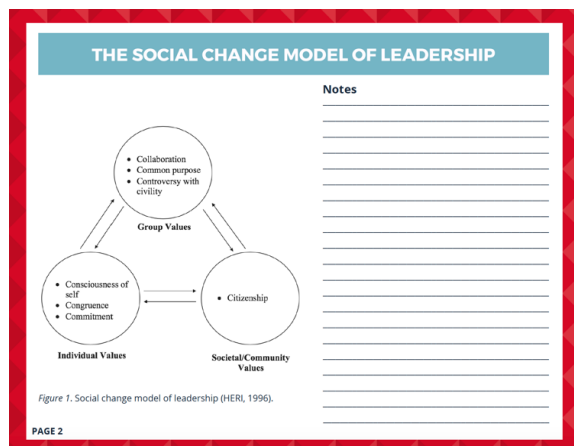 THE SOCIAL CHANGE MODEL OF LEADERSHIP
Notes
• Collaboration
• Common purpose
• Controversy with
civility
Group Values
• Consciousness of
self
• Congruence
• Commitment
Individual Values
• Citizenship
Societal/Community
Values
Figure 1. Social change model of leadership (HERI, 1996).
PAGE 2